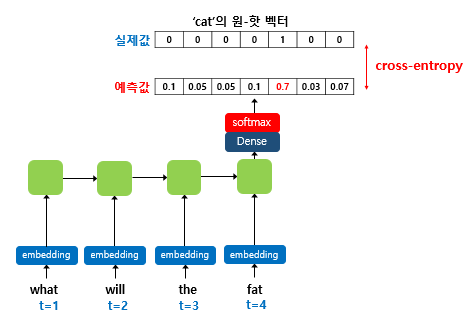 'cat'의 원-핫 벡터
실제값 0 0 0 0 1 0 0
cross-entropy
예측값 0.1 0.05 0.05 0.1 0.7 0.03 0.07
softmax
Dense
embedding embedding embedding embedding
what will the fat
t=1 t=2 t=3 t=4